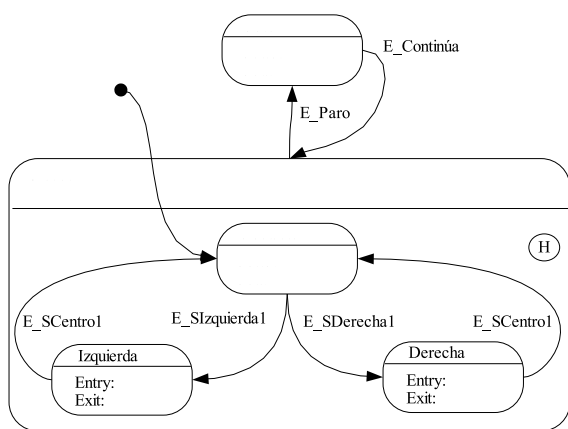 E_Continúa
E_Paro
H
E_SCentro1
E_SIzquierda1
E_SDerecha1
E_SCentro1
Izquierda
Entry:
Exit:
Derecha
Entry:
Exit: